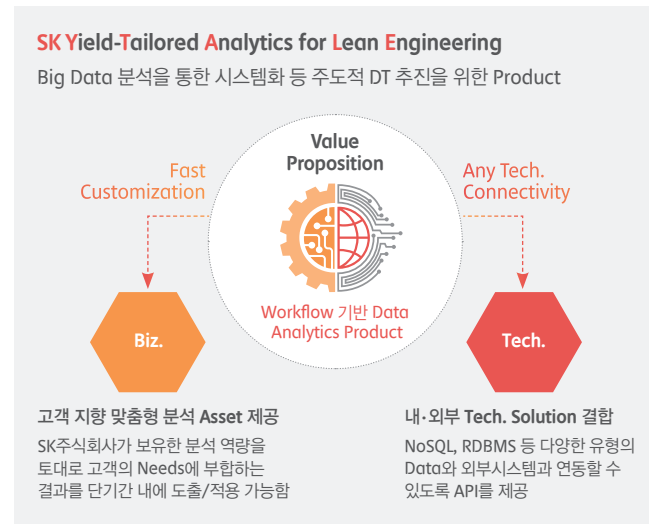 SK Yield-Tailored Analytics for Lean Engineering
Big Data 분석을 통한 시스템화 등 주도적 DT 추진을 위한 Product
Value
Proposition
Fast
Customization
Any Tech.
Connectivity
Workflow 기반 Data
Analytics Product
Biz.
Tech.
고객 지향 맞춤형 분석 Asset 제공
SK주식회사가 보유한 분석 역량을
토대로 고객의 Needs에 부합하는
결과를 단기간 내에 도출/적용 가능함
내·외부 Tech. Solution 결합
NoSQL, RDBMS 등 다양한 유형의
Data와 외부시스템과 연동할 수
있도록 API를 제공